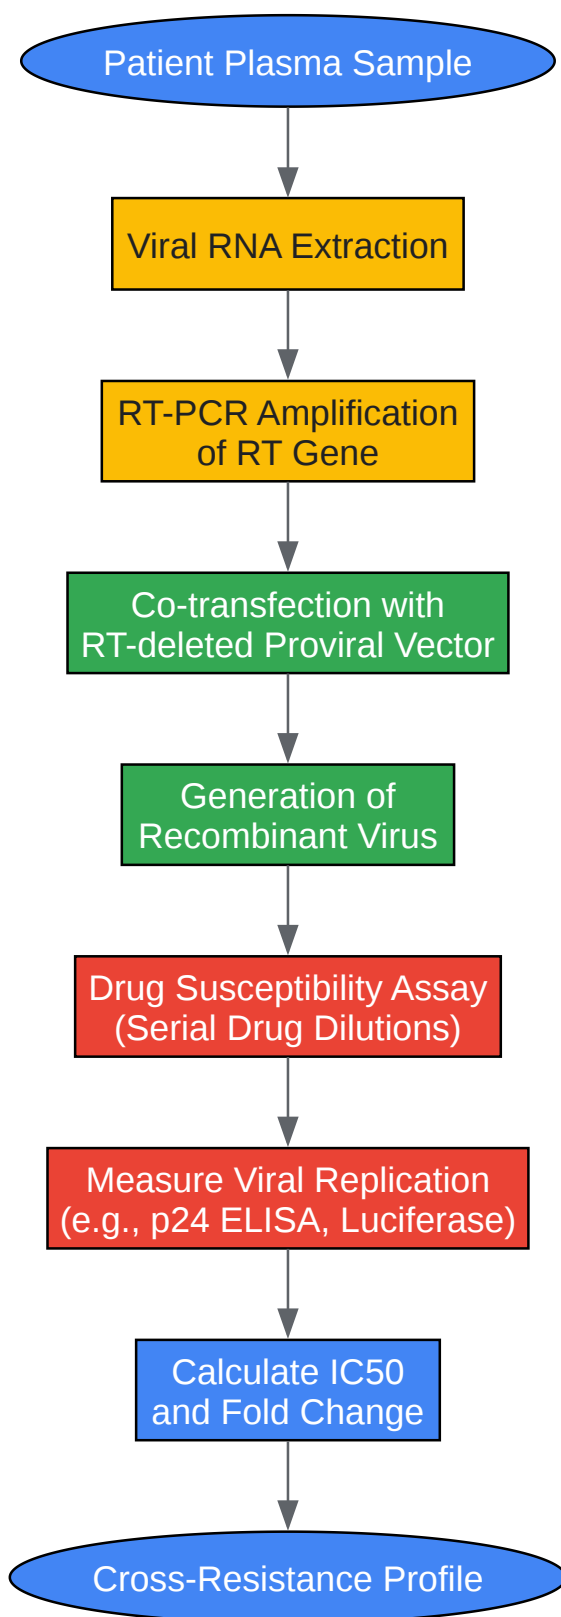 Patient Plasma Sample
Viral RNA Extraction
RT-PCR Amplification
of RT Gene
Co-transfection with
RT-deleted Proviral Vector
Generation of
Recombinant Virus
Drug Susceptibility Assay
(Serial Drug Dilutions)
Measure Viral Replication
(e.g., p24 ELISA, Luciferase)
Calculate IC50
and Fold Change
Cross-Resistance Profile